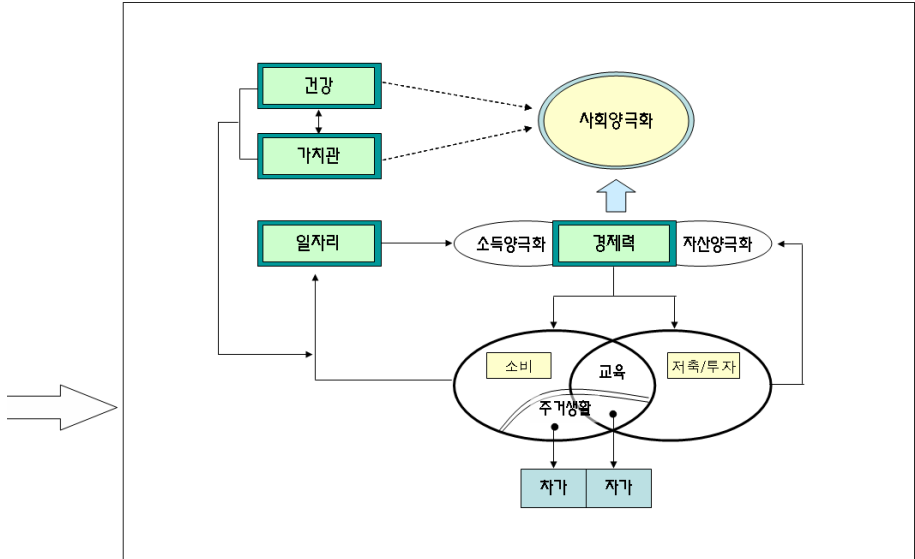 건강
사회양극화
가치관
일자리
소득양극화
경제력
자산양극화
소비
교육
저축/투자
주거생활
차가
자가